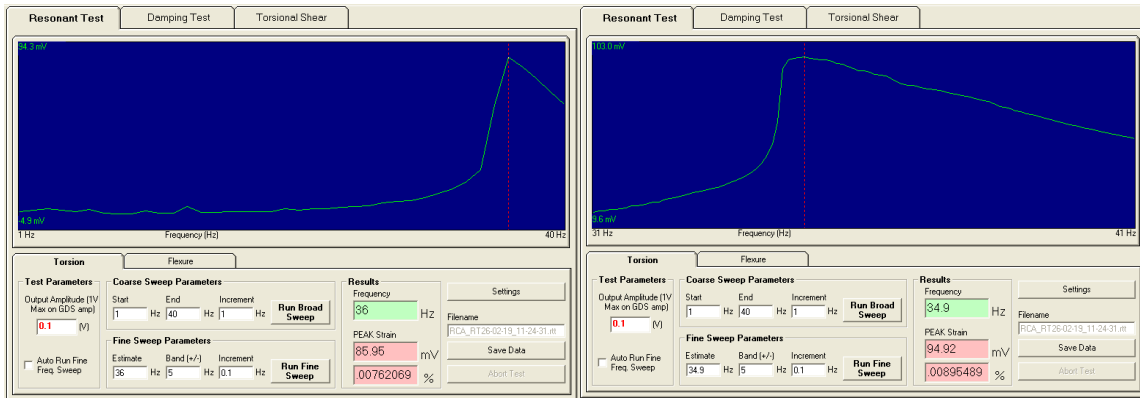 Resonant Test
Damping Test
Torsional Shear
94.3 mV
-4.9 mV
1 Hz
Frequency (Hz)
40 Hz
Torsion
Flexure
Test Parameters
Output Amplitude (1V
Max on GDS amp)
0.1 (V)
Auto Run Fine
Freq. Sweep
Coarse Sweep Parameters
Start End Increment
1 Hz 40 Hz 1 Hz
Run Broad
Sweep
Fine Sweep Parameters
Estimate Band (+/-) Increment
36 Hz 5 Hz 0.1 Hz
Run Fine
Sweep
Results
Frequency
36 Hz
PEAK Strain
85.95 mV
.00762069 %
Settings
Filename
RCA_RT26-02-19_11-24-31.rtt
Save Data
Abort Test
Resonant Test
Damping Test
Torsional Shear
103.0 mV
9.6 mV
31 Hz
Frequency (Hz)
41 Hz
Torsion
Flexure
Test Parameters
Output Amplitude (1V
Max on GDS amp)
0.1 (V)
Auto Run Fine
Freq. Sweep
Coarse Sweep Parameters
Start End Increment
1 Hz 40 Hz 1 Hz
Run Broad
Sweep
Fine Sweep Parameters
Estimate Band (+/-) Increment
34.9 Hz 5 Hz 0.1 Hz
Run Fine
Sweep
Results
Frequency
34.9 Hz
PEAK Strain
94.92 mV
.00895489 %
Settings
Filename
RCA_RT26-02-19_11-24-31.rtt
Save Data
Abort Test